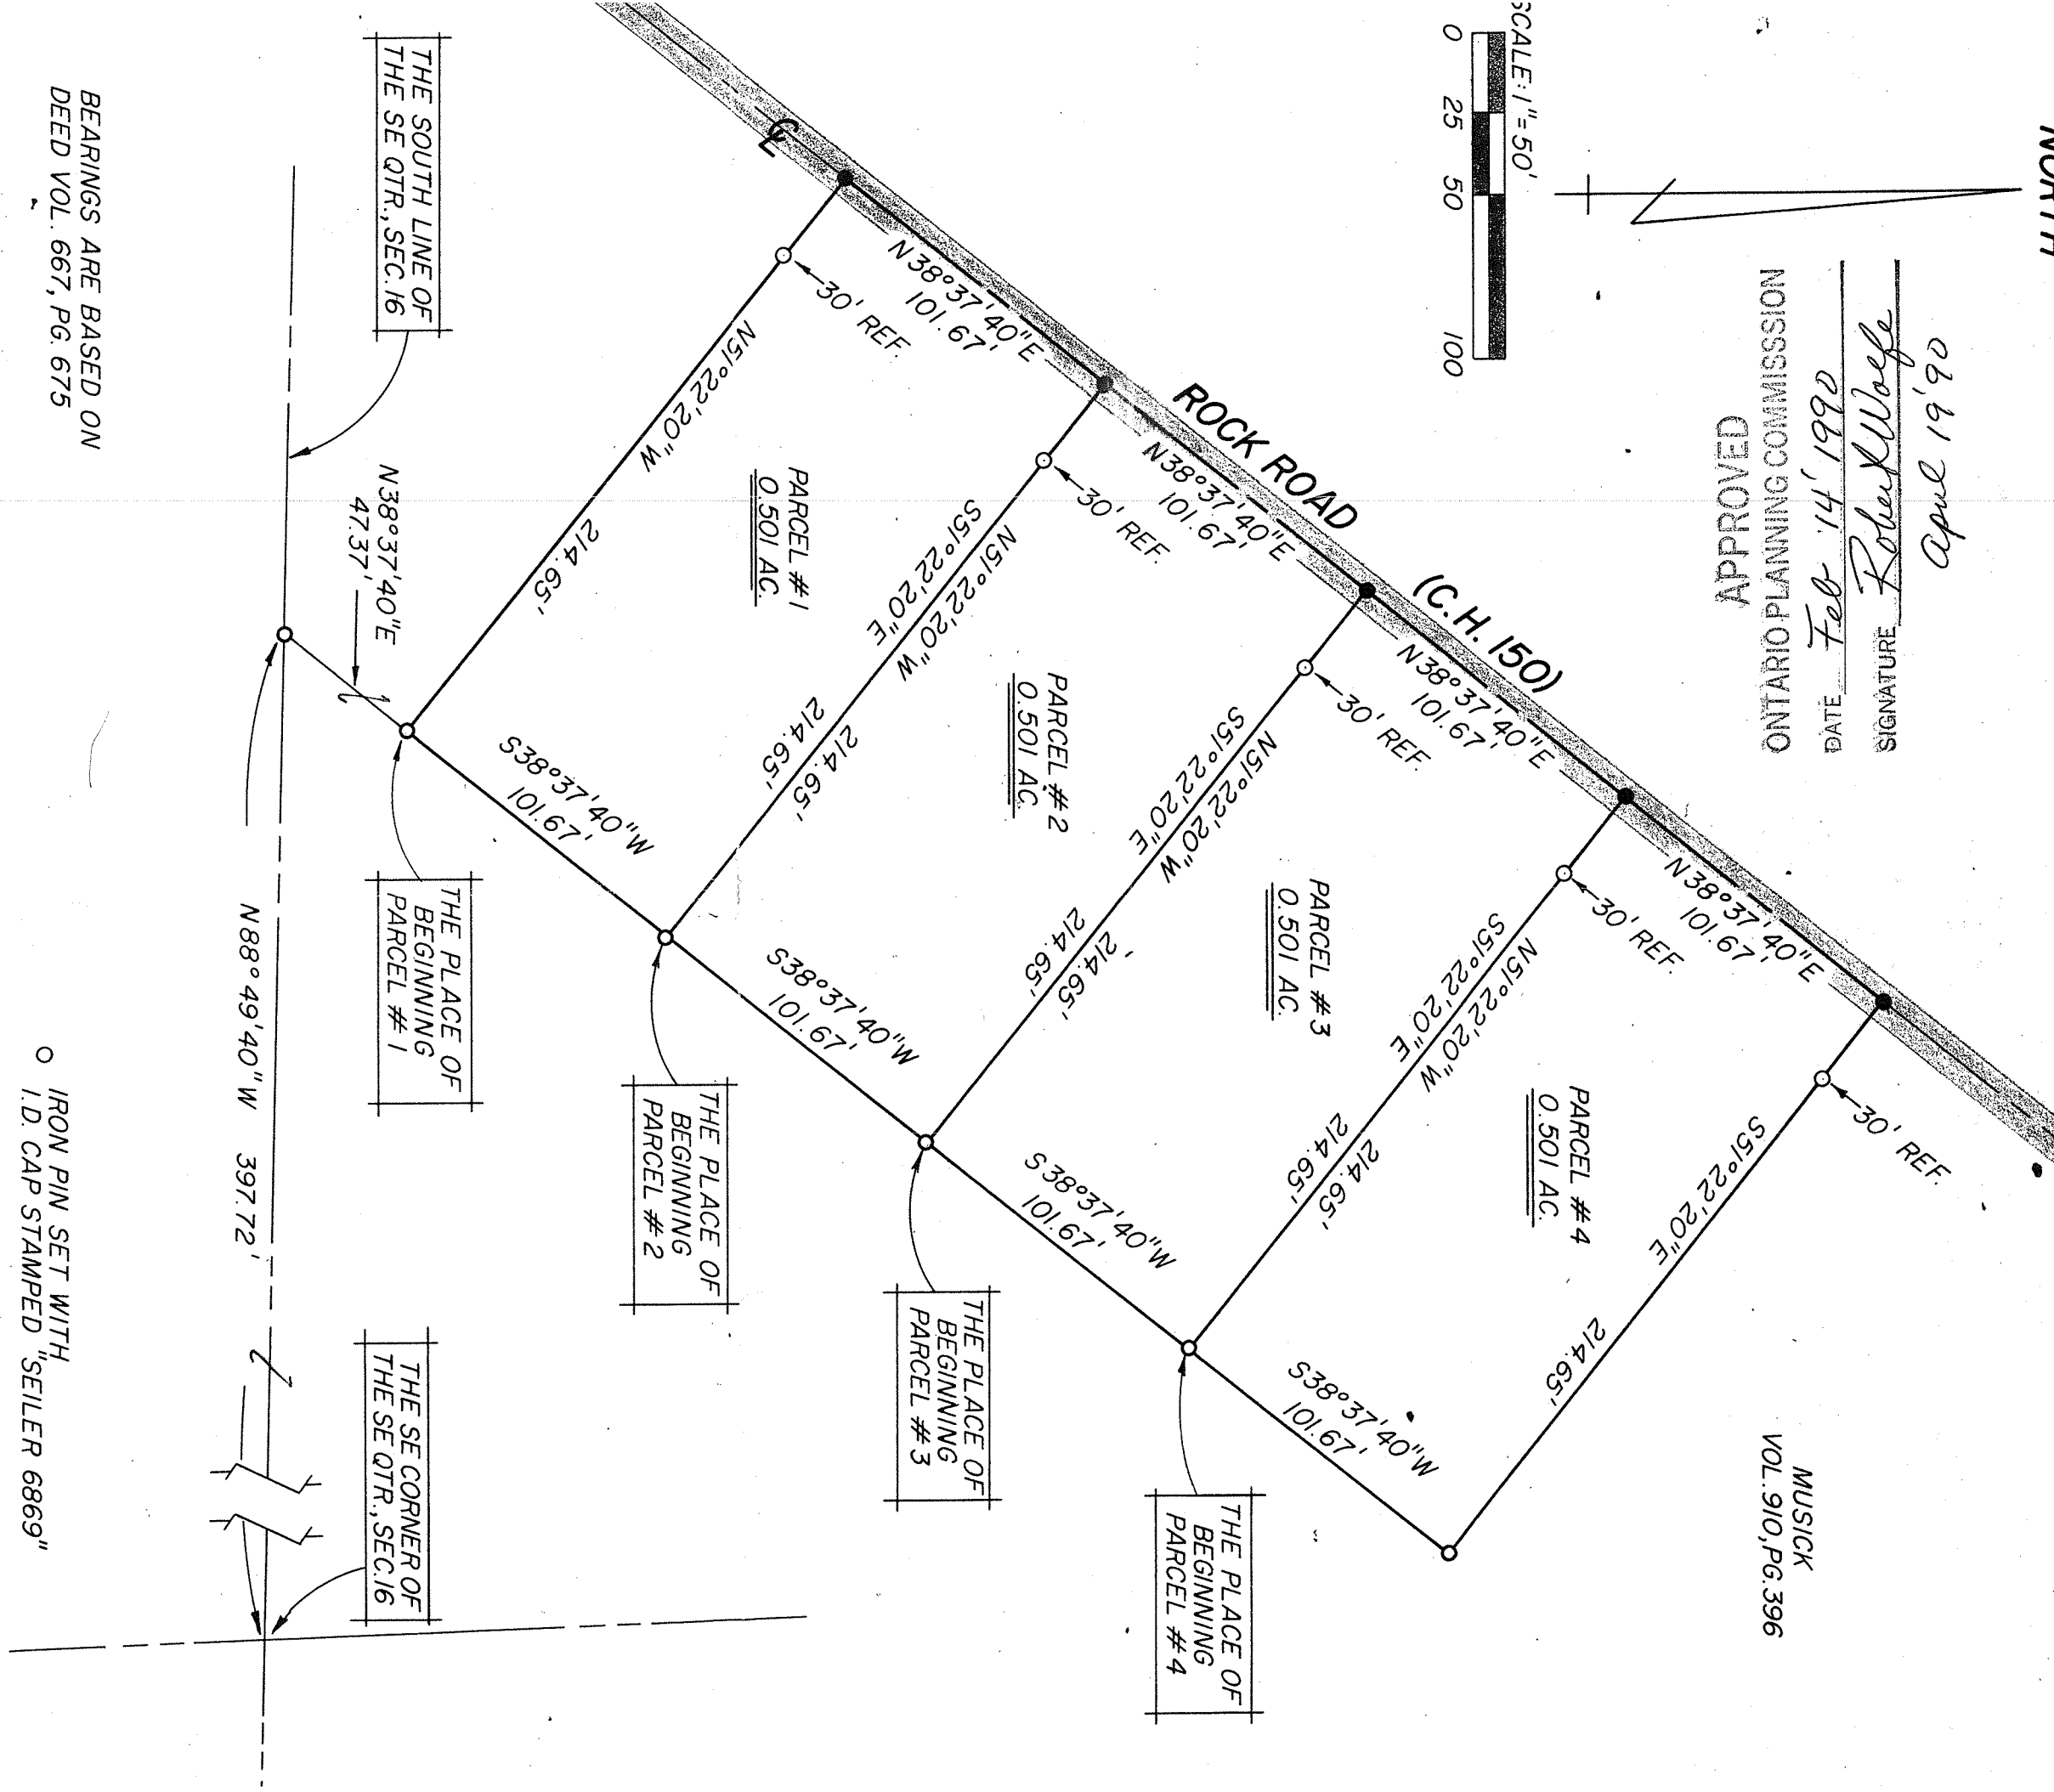 NORTH
SCALE: 1"=50'
0 25 50 100
APPROVED
ONTARIO PLANNING COMMISSSION
DATE Feb 14' 1990
SIGNATURE Robert Wolfe
April 19, '90
ROCK ROAD (C.H. 150)
℄
N38°37'40"E
101.67'
N38°37'40"E
101.67'
N38°37'40"E
101.67'
N38°37'40"E
101.67'
30' REF.
30' REF.
30' REF.
30' REF.
30' REF.
N51°22'20"W
214.65'
PARCEL #1
0.501 AC.
N51°22'20"W 214.65'
S51°22'20"E 214.65'
PARCEL #2
0.501 AC.
N51°22'20"W 214.65'
S51°22'20"E 214.65'
PARCEL #3
0.501 AC.
N51°22'20"W 214.65'
S51°22'20"E 214.65'
PARCEL #4
0.501 AC.
S51°22'20"E 214.65'
MUSICK
VOL. 910, PG. 396
S38°37'40"W
101.67'
S38°37'40"W
101.67'
S38°37'40"W
101.67'
S38°37'40"W
101.67'
THE PLACE OF
BEGINNING
PARCEL #1
THE PLACE OF
BEGINNING
PARCEL #2
THE PLACE OF
BEGINNING
PARCEL #3
THE PLACE OF
BEGINNING
PARCEL #4
N38°37'40"E
47.37'
THE SOUTH LINE OF
THE SE QTR., SEC. 16
N88°49'40"W 397.72'
THE SE CORNER OF
THE SE QTR., SEC. 16
BEARINGS ARE BASED ON
DEED VOL. 667, PG. 675
IRON PIN SET WITH
I.D. CAP STAMPED "SEILER 6869"